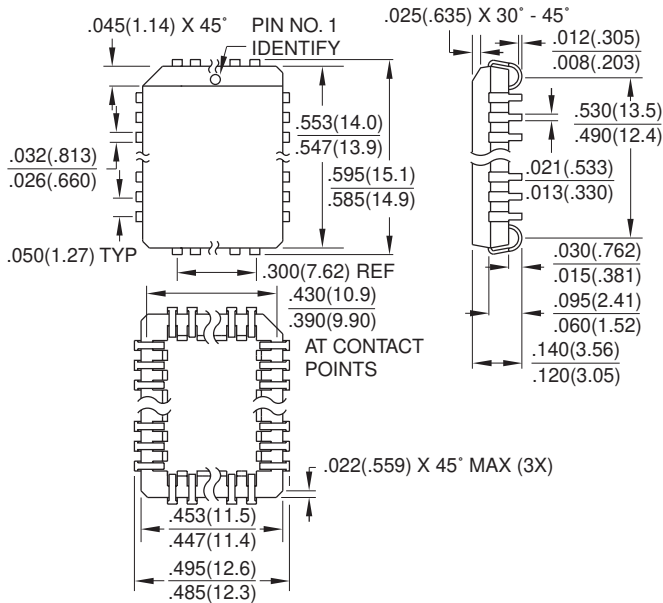 .045(1.14) X 45°
PIN NO. 1
IDENTIFY
.553(14.0)
.547(13.9)
.595(15.1)
.585(14.9)
.032(.813)
.026(.660)
.050(1.27) TYP
.300(7.62) REF
.430(10.9)
.390(9.90)
AT CONTACT
POINTS
.022(.559) X 45° MAX (3X)
.453(11.5)
.447(11.4)
.495(12.6)
.485(12.3)
.025(.635) X 30° - 45°
.012(.305)
.008(.203)
.530(13.5)
.490(12.4)
.021(.533)
.013(.330)
.030(.762)
.015(.381)
.095(2.41)
.060(1.52)
.140(3.56)
.120(3.05)